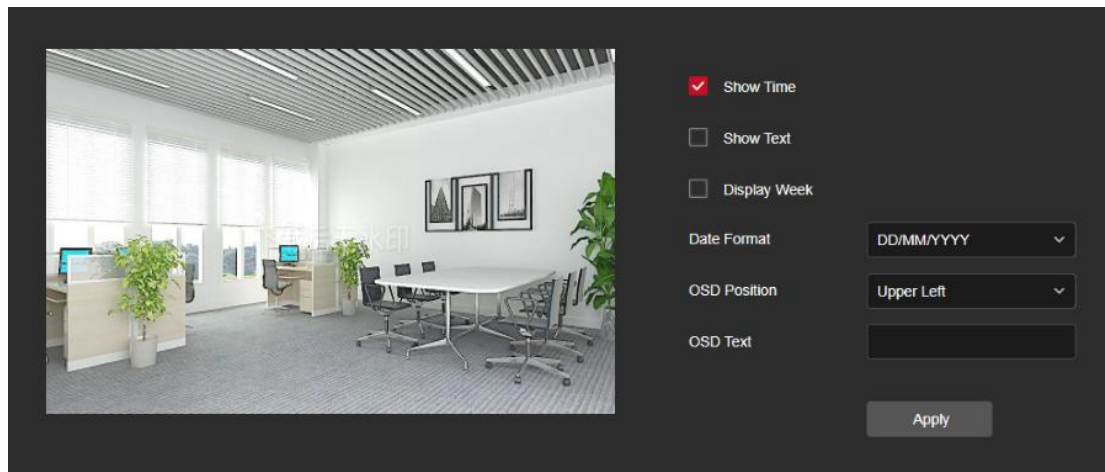 Show Time
Show Text
Display Week
Date Format
DD/MM/YYYY
OSD Position
Upper Left
OSD Text
Apply